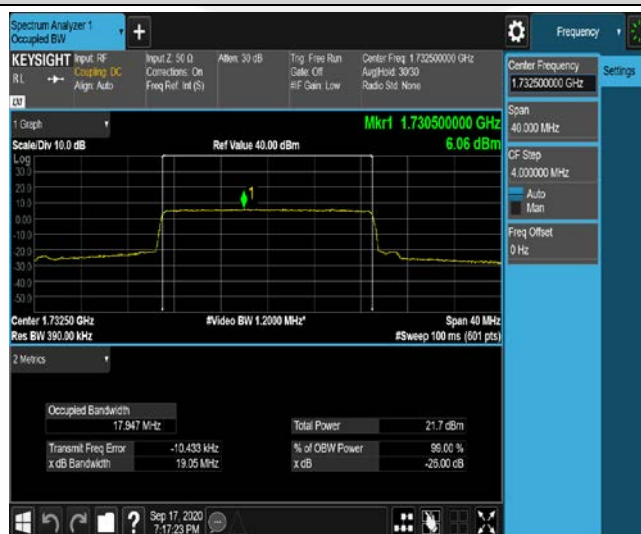 Spectrum Analyzer 1
Occupied BW
Frequency
KEYSIGHT
RL
Input: RF
Coupling: DC
Align: Auto
Input Z: 50 Ω
Corrections: On
Freq Ref: Int (S)
Atten: 30 dB
Trig: Free Run
Gate: Off
#IF Gain: Low
Center Freq: 1.732500000 GHz
Avg|Hold: 30/30
Radio Std: None
Center Frequency
1.732500000 GHz
Settings
Span
40.000 MHz
CF Step
4.000000 MHz
Auto
Man
Freq Offset
0 Hz
1 Graph
Scale/Div 10.0 dB
Ref Value 40.00 dBm
Mkr1 1.730500000 GHz
6.06 dBm
Log
30.0
20.0
10.0
0.00
-10.0
-20.0
-30.0
-40.0
-50.0
1
Center 1.73250 GHz
Res BW 390.00 kHz
#Video BW 1.2000 MHz*
Span 40 MHz
#Sweep 100 ms (601 pts)
2 Metrics
Occupied Bandwidth
17.947 MHz
Total Power 21.7 dBm
Transmit Freq Error -10.433 kHz
% of OBW Power 99.00 %
x dB Bandwidth 19.05 MHz
x dB -26.00 dB
?
Sep 17, 2020
7:17:23 PM